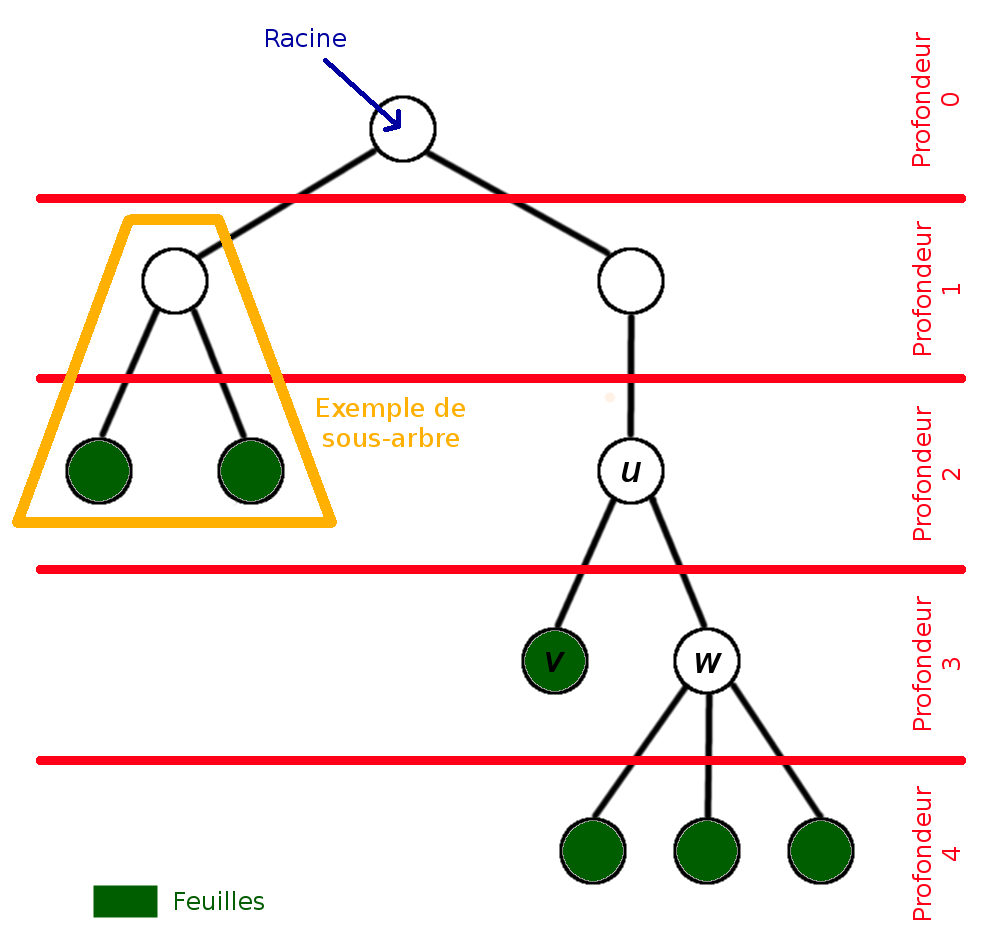 Racine
Profondeur
0
Profondeur
1
Exemple de
sous-arbre
u
Profondeur
2
v
w
Profondeur
3
Profondeur
4
Feuilles